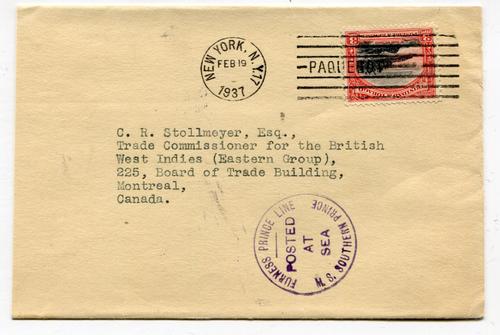 NEW YORK, N.Y. 17
FEB 19
1937
PAQUEBOT
C. R. Stollmeyer, Esq.,
Trade Commissioner for the British
West Indies (Eastern Group),
225, Board of Trade Building,
Montreal,
Canada.
FURNESS PRINCE LINE
POSTED
AT
SEA
M. S. SOUTHERN PRINCE